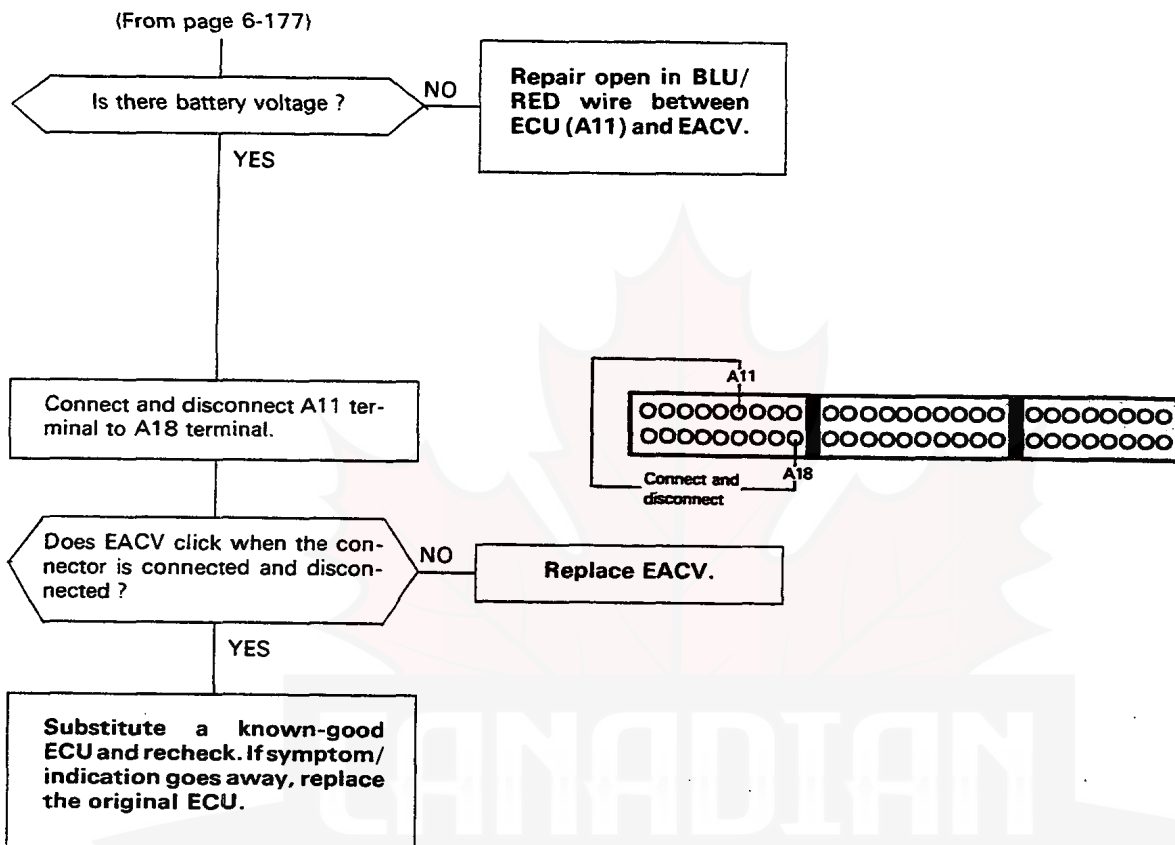 (From page 6-177)
Is there battery voltage ?
NO
Repair open in BLU/
RED wire between
ECU (A11) and EACV.
YES
Connect and disconnect A11 ter-
minal to A18 terminal.
A11
A18
Connect and
disconnect
Does EACV click when the con-
nector is connected and discon-
nected ?
NO
Replace EACV.
YES
Substitute a known-good
ECU and recheck. If symptom/
indication goes away, replace
the original ECU.
CANADIAN